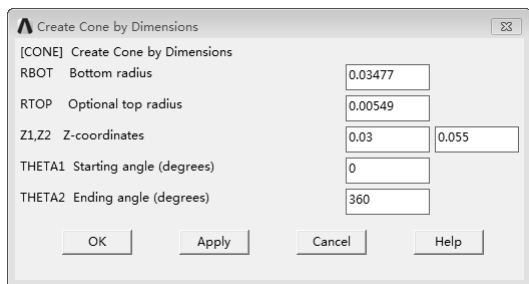 Create Cone by Dimensions
[CONE] Create Cone by Dimensions
RBOT Bottom radius 0.03477
RTOP Optional top radius 0.00549
Z1,Z2 Z-coordinates 0.03 0.055
THETA1 Starting angle (degrees) 0
THETA2 Ending angle (degrees) 360
OK Apply Cancel Help